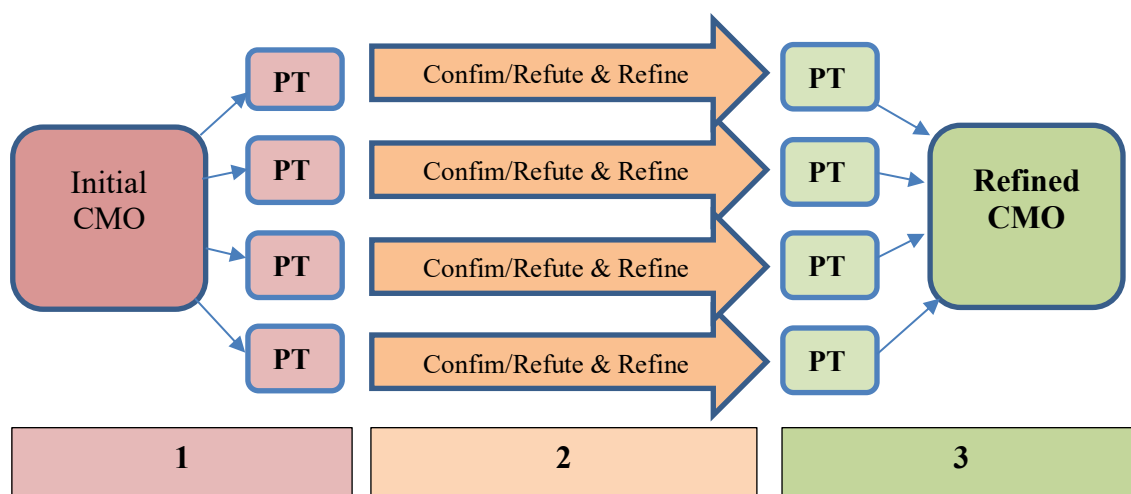 PT
Confim/Refute & Refine
PT
PT
Confim/Refute & Refine
PT
Initial
CMO
Refined
CMO
PT
Confim/Refute & Refine
PT
PT
Confim/Refute & Refine
PT
1
2
3